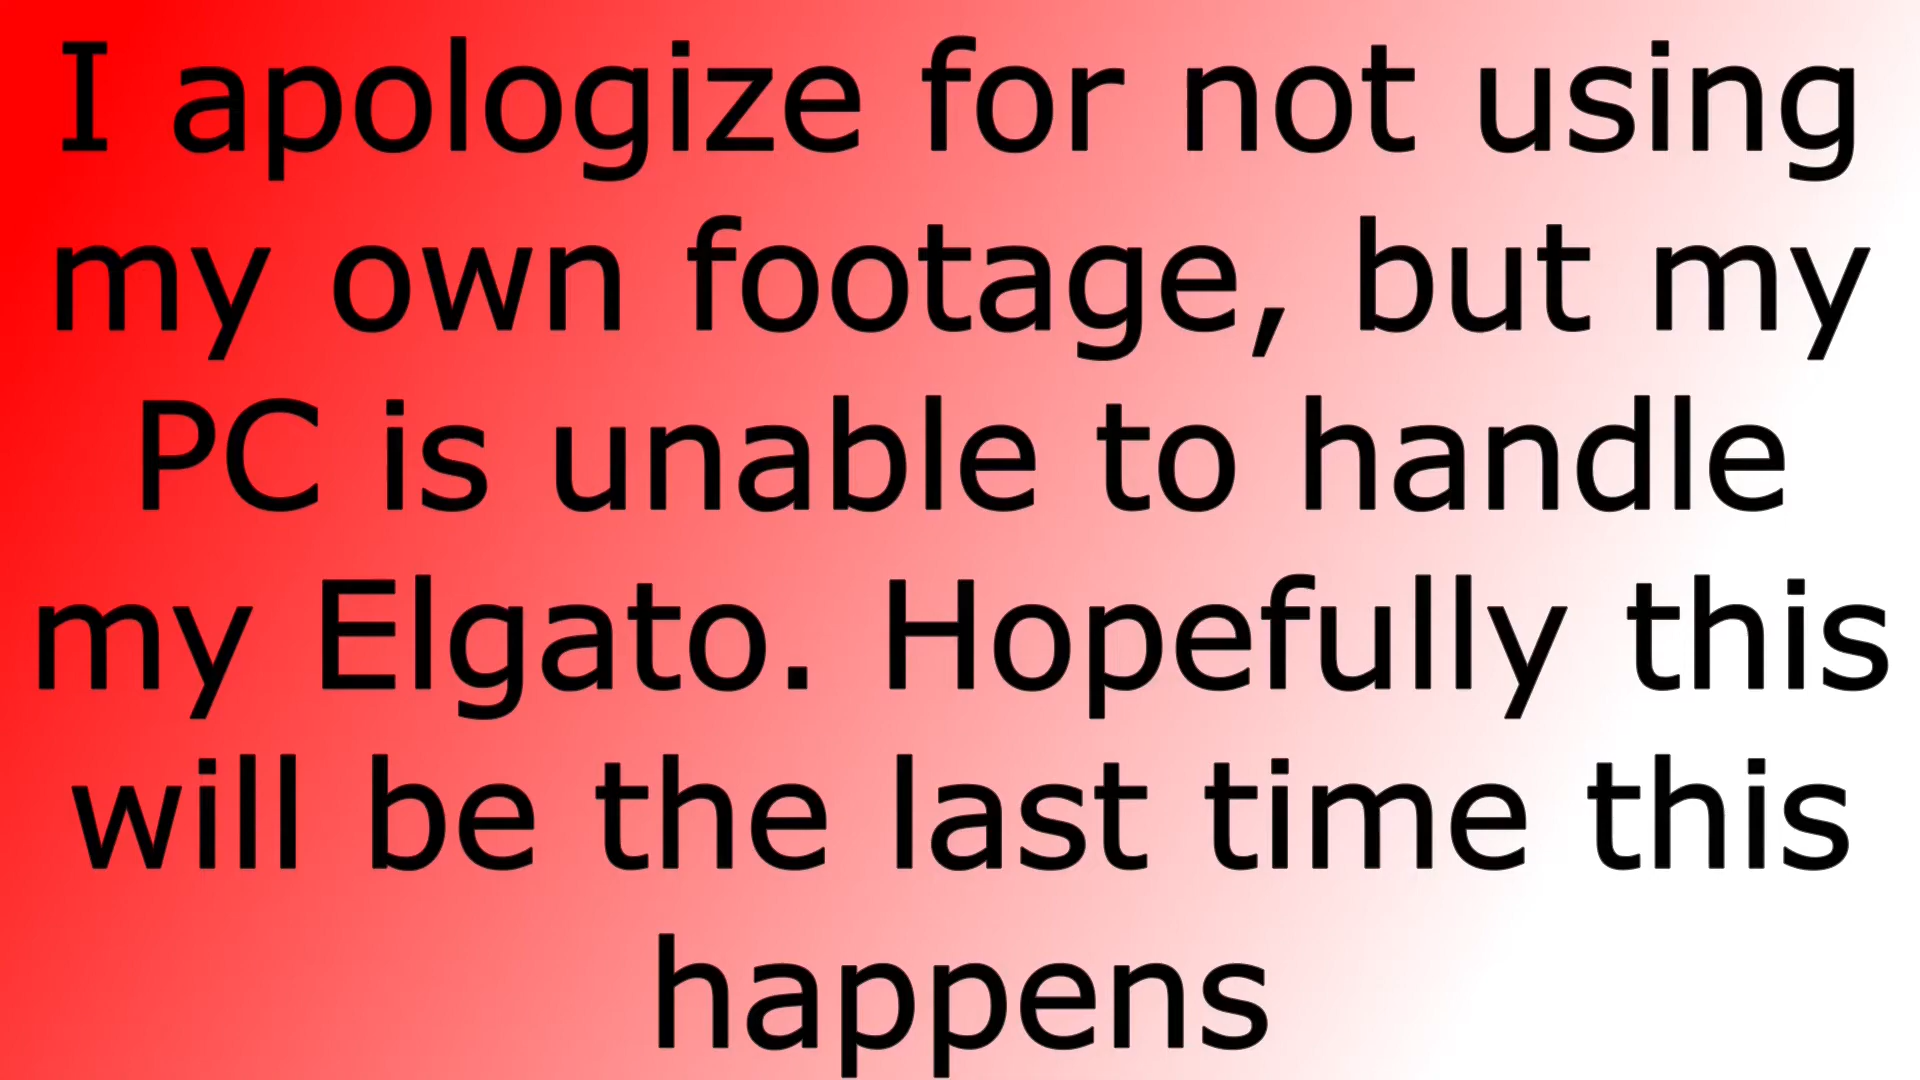 I apologize for not using
my own footage, but my
PC is unable to handle
my Elgato. Hopefully this
will be the last time this
happens